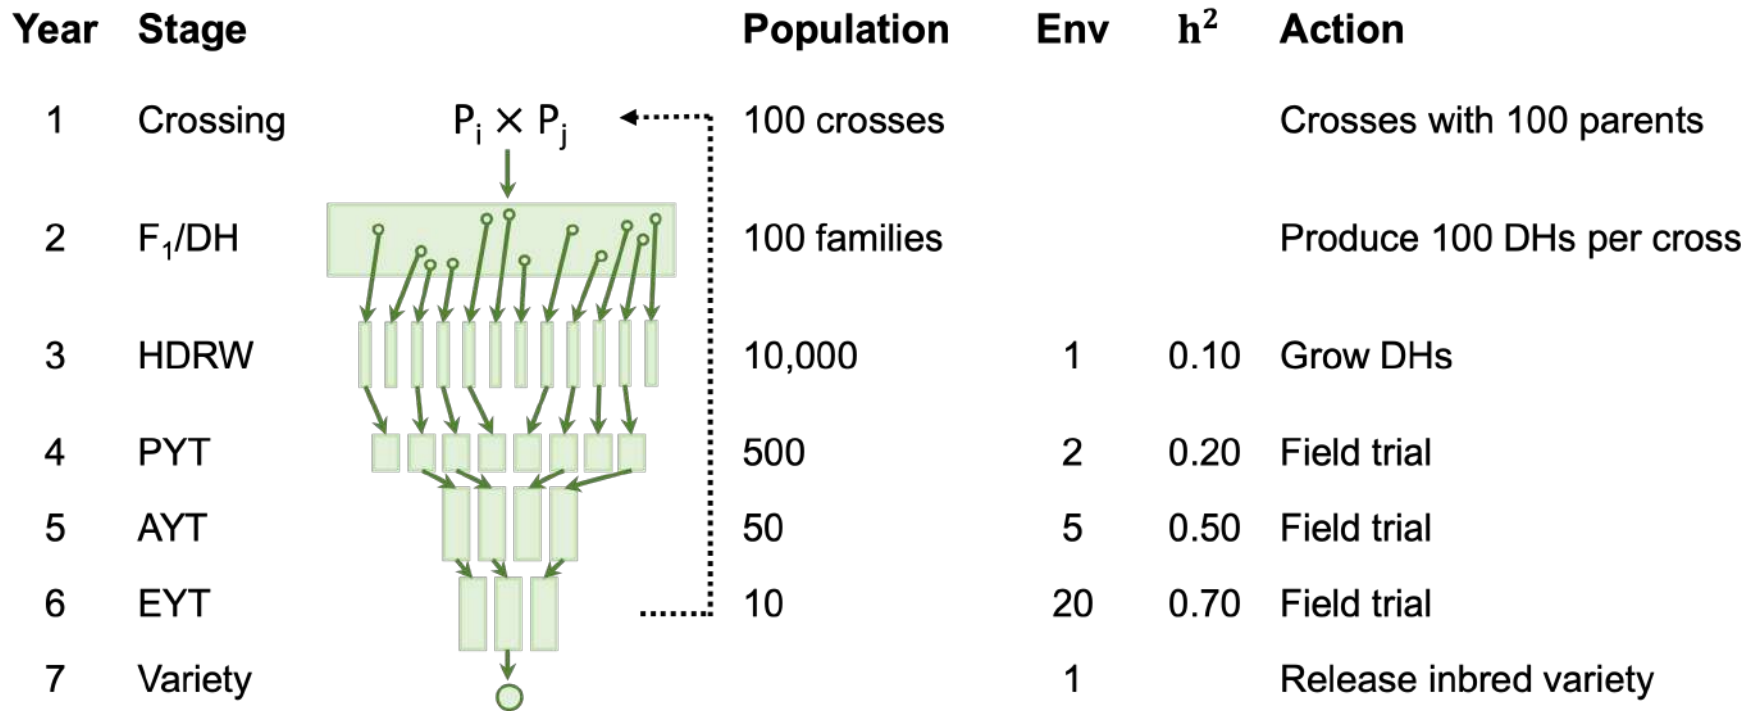 Year Stage Population Env h² Action
1 Crossing Pᵢ × Pⱼ 100 crosses Crosses with 100 parents
2 F₁/DH 100 families Produce 100 DHs per cross
3 HDRW 10,000 1 0.10 Grow DHs
4 PYT 500 2 0.20 Field trial
5 AYT 50 5 0.50 Field trial
6 EYT 10 20 0.70 Field trial
7 Variety 1 Release inbred variety